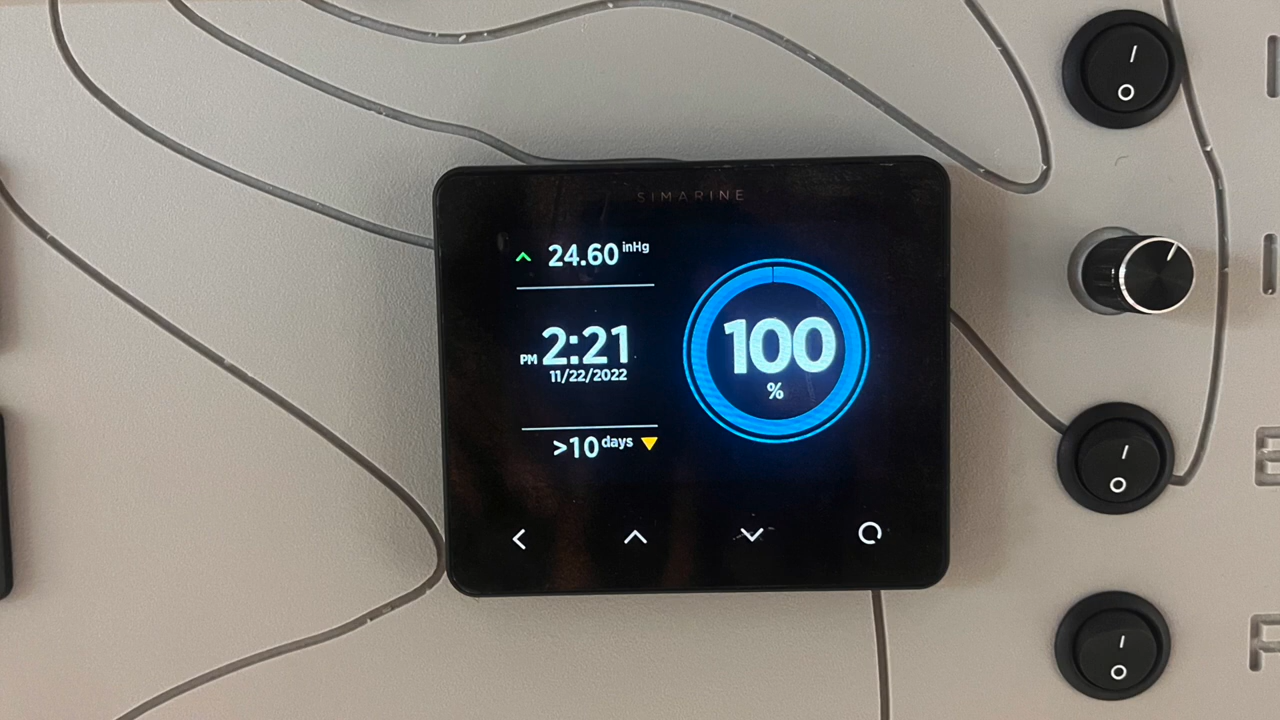 SIMARINE
24.60 inHg
PM 2:21
11/22/2022
>10 days
100
%